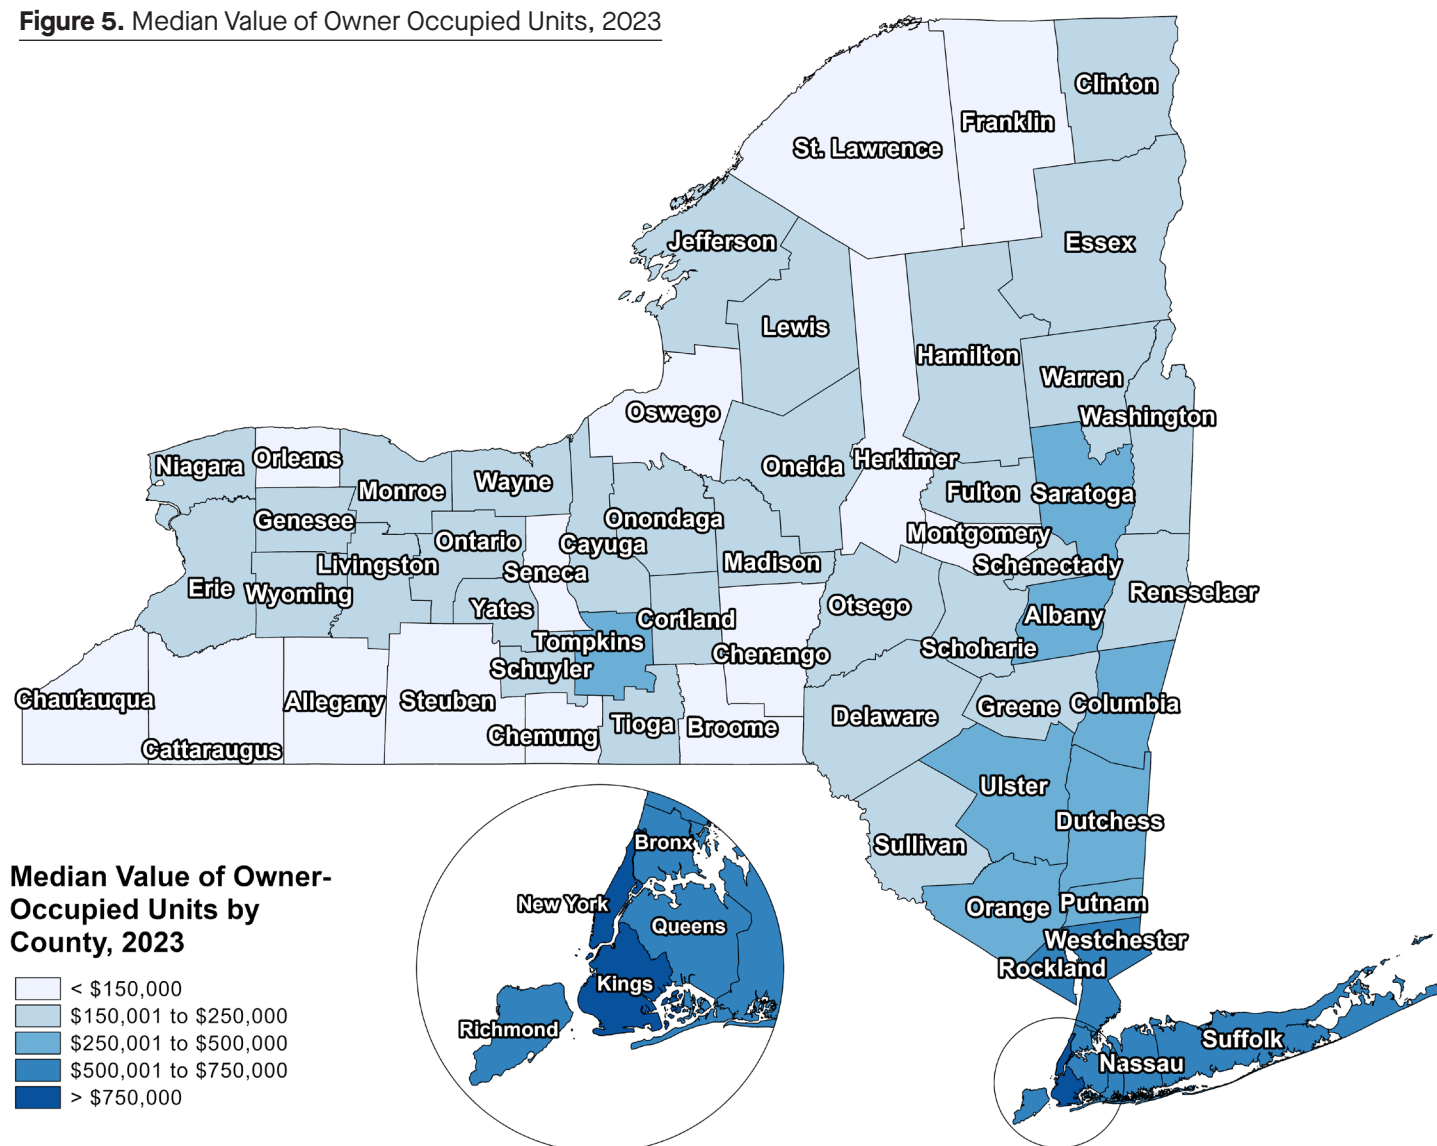 Figure 5. Median Value of Owner Occupied Units, 2023
Clinton
Franklin
St. Lawrence
Jefferson
Essex
Lewis
Hamilton
Warren
Oswego
Washington
Niagara
Orleans
Monroe
Wayne
Oneida
Herkimer
Fulton
Saratoga
Genesee
Onondaga
Montgomery
Ontario
Cayuga
Livingston
Seneca
Madison
Schenectady
Erie
Wyoming
Yates
Cortland
Otsego
Albany
Rensselaer
Tompkins
Schuyler
Chenango
Schoharie
Chautauqua
Allegany
Steuben
Tioga
Broome
Delaware
Greene
Columbia
Cattaraugus
Chemung
Ulster
Dutchess
Sullivan
Orange
Putnam
Westchester
Rockland
Suffolk
Nassau
Bronx
New York
Queens
Kings
Richmond
Median Value of Owner-
Occupied Units by
County, 2023
< $150,000
$150,001 to $250,000
$250,001 to $500,000
$500,001 to $750,000
> $750,000